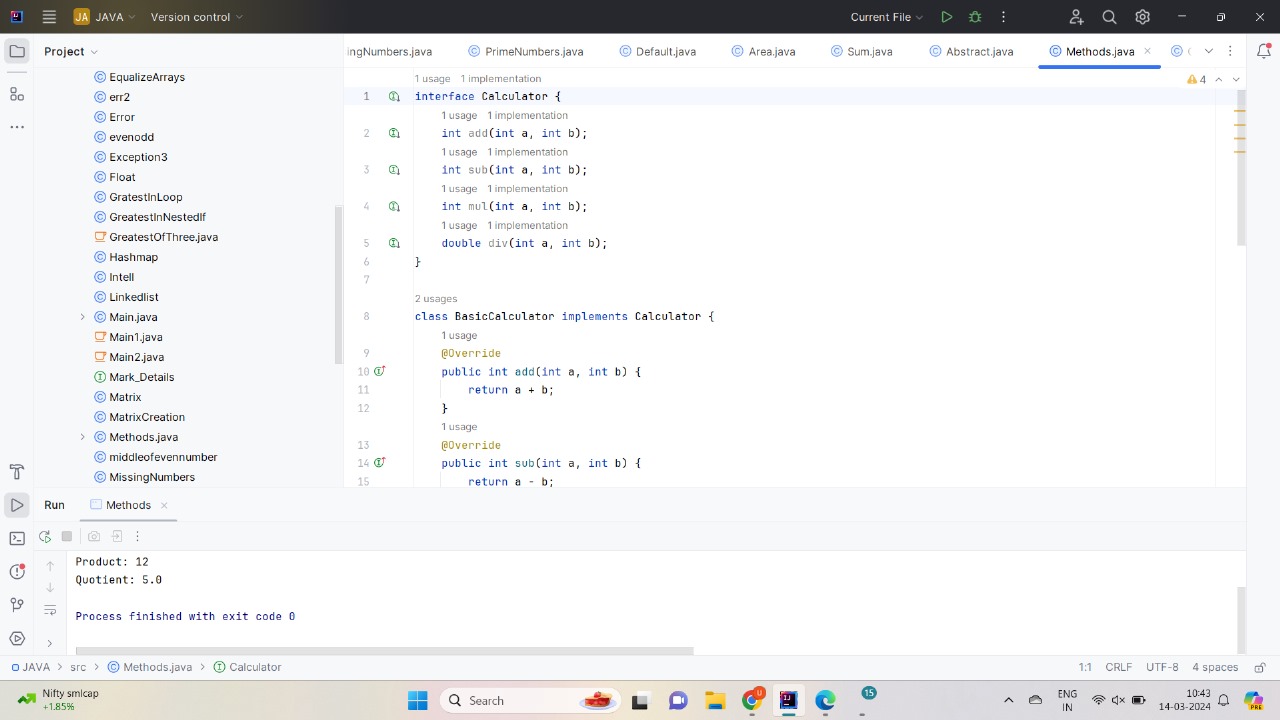 JA JAVA Version control Current File
Project
ingNumbers.java PrimeNumbers.java Default.java Area.java Sum.java Abstract.java Methods.java
EqualizeArrays
err2
Error
evenodd
Exception3
Float
GratestInLoop
GreatestInNestedIf
GreatestOfThree.java
Hashmap
Intell
Linkedlist
Main.java
Main1.java
Main2.java
Mark_Details
Matrix
MatrixCreation
Methods.java
middleofevennumber
MissingNumbers
4
1 usage 1 implementation
1 interface Calculator {
1 usage 1 implementation
2 int add(int a, int b);
1 usage 1 implementation
3 int sub(int a, int b);
1 usage 1 implementation
4 int mul(int a, int b);
1 usage 1 implementation
5 double div(int a, int b);
6 }
7
2 usages
8 class BasicCalculator implements Calculator {
1 usage
9 @Override
10 public int add(int a, int b) {
11 return a + b;
12 }
1 usage
13 @Override
14 public int sub(int a, int b) {
15 return a - b;
Run Methods
Product: 12
Quotient: 5.0
Process finished with exit code 0
JAVA > src > Methods.java > Calculator 1:1 CRLF UTF-8 4 spaces
Nifty smlcap
+1.85%
Search
U
15
ENG
IN
10:43
14-03-2024
PRE